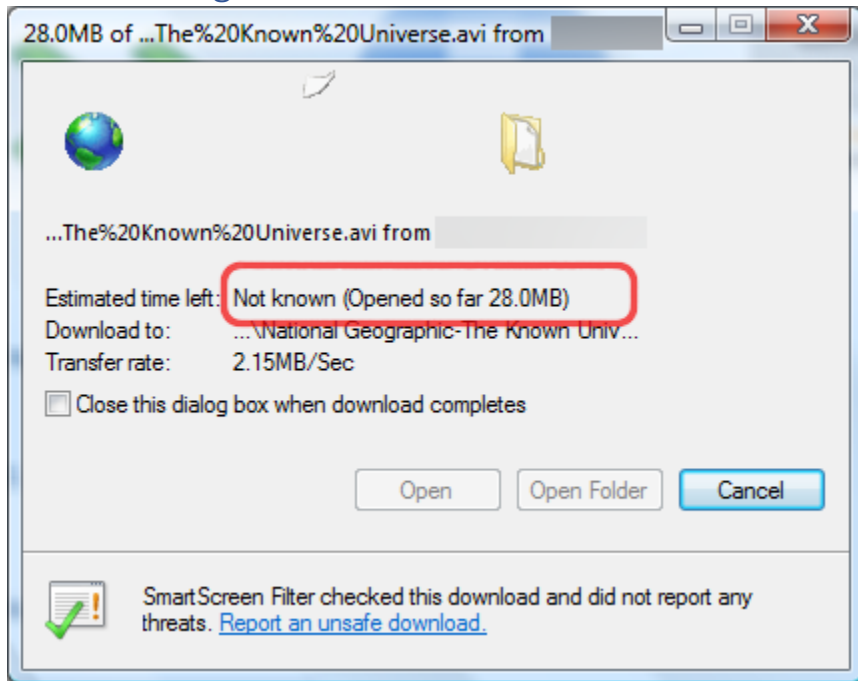 28.0MB of ...The%20Known%20Universe.avi from
...The%20Known%20Universe.avi from
Estimated time left: Not known (Opened so far 28.0MB)
Download to: ...\National Geographic-The Known Univ...
Transfer rate: 2.15MB/Sec
Close this dialog box when download completes
Open Open Folder Cancel
SmartScreen Filter checked this download and did not report any
threats. Report an unsafe download.